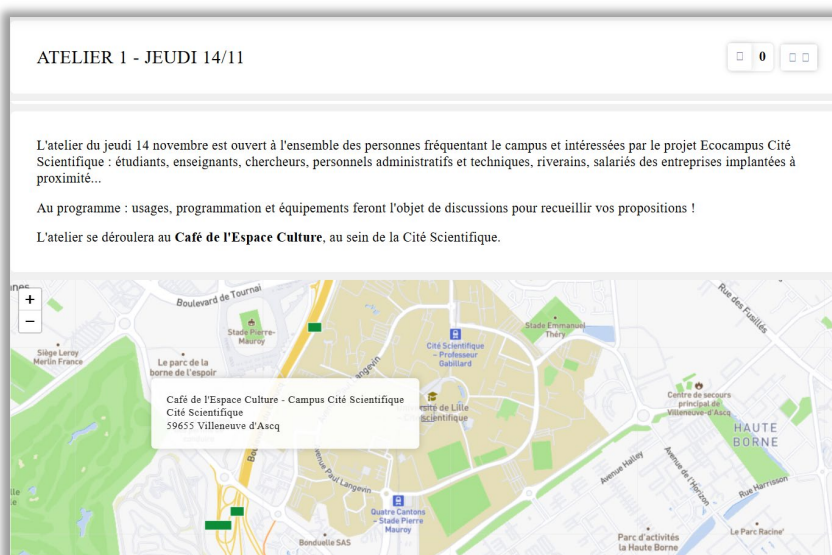 ATELIER 1 - JEUDI 14/11
0
L'atelier du jeudi 14 novembre est ouvert à l'ensemble des personnes fréquentant le campus et intéressées par le projet Ecocampus Cité
Scientifique : étudiants, enseignants, chercheurs, personnels administratifs et techniques, riverains, salariés des entreprises implantées à
proximité...
Au programme : usages, programmation et équipements feront l'objet de discussions pour recueillir vos propositions !
L'atelier se déroulera au Café de l'Espace Culture, au sein de la Cité Scientifique.
+
−
Boulevard de Tournai
Rue des Fusillés
Stade Pierre-
Mauroy
Stade Emmanuel
Théry
Cité Scientifique
– Professeur
Gabillard
Siège Leroy
Merlin France
Le parc de la
borne de l'espoir
Langevin
Café de l'Espace Culture - Campus Cité Scientifique
Cité Scientifique
59655 Villeneuve d'Ascq
de Lille
Scientifique
Centre de secours
principal de
Villeneuve-d'Ascq
HAUTE
BORNE
Avenue Paul Langevin
Avenue Halley
Avenue de l'Horizon
Rue Harrisson
Quatre Cantons
– Stade Pierre
Mauroy
Bonduelle SAS
Parc d'activités
la Haute Borne
Le Parc Racine